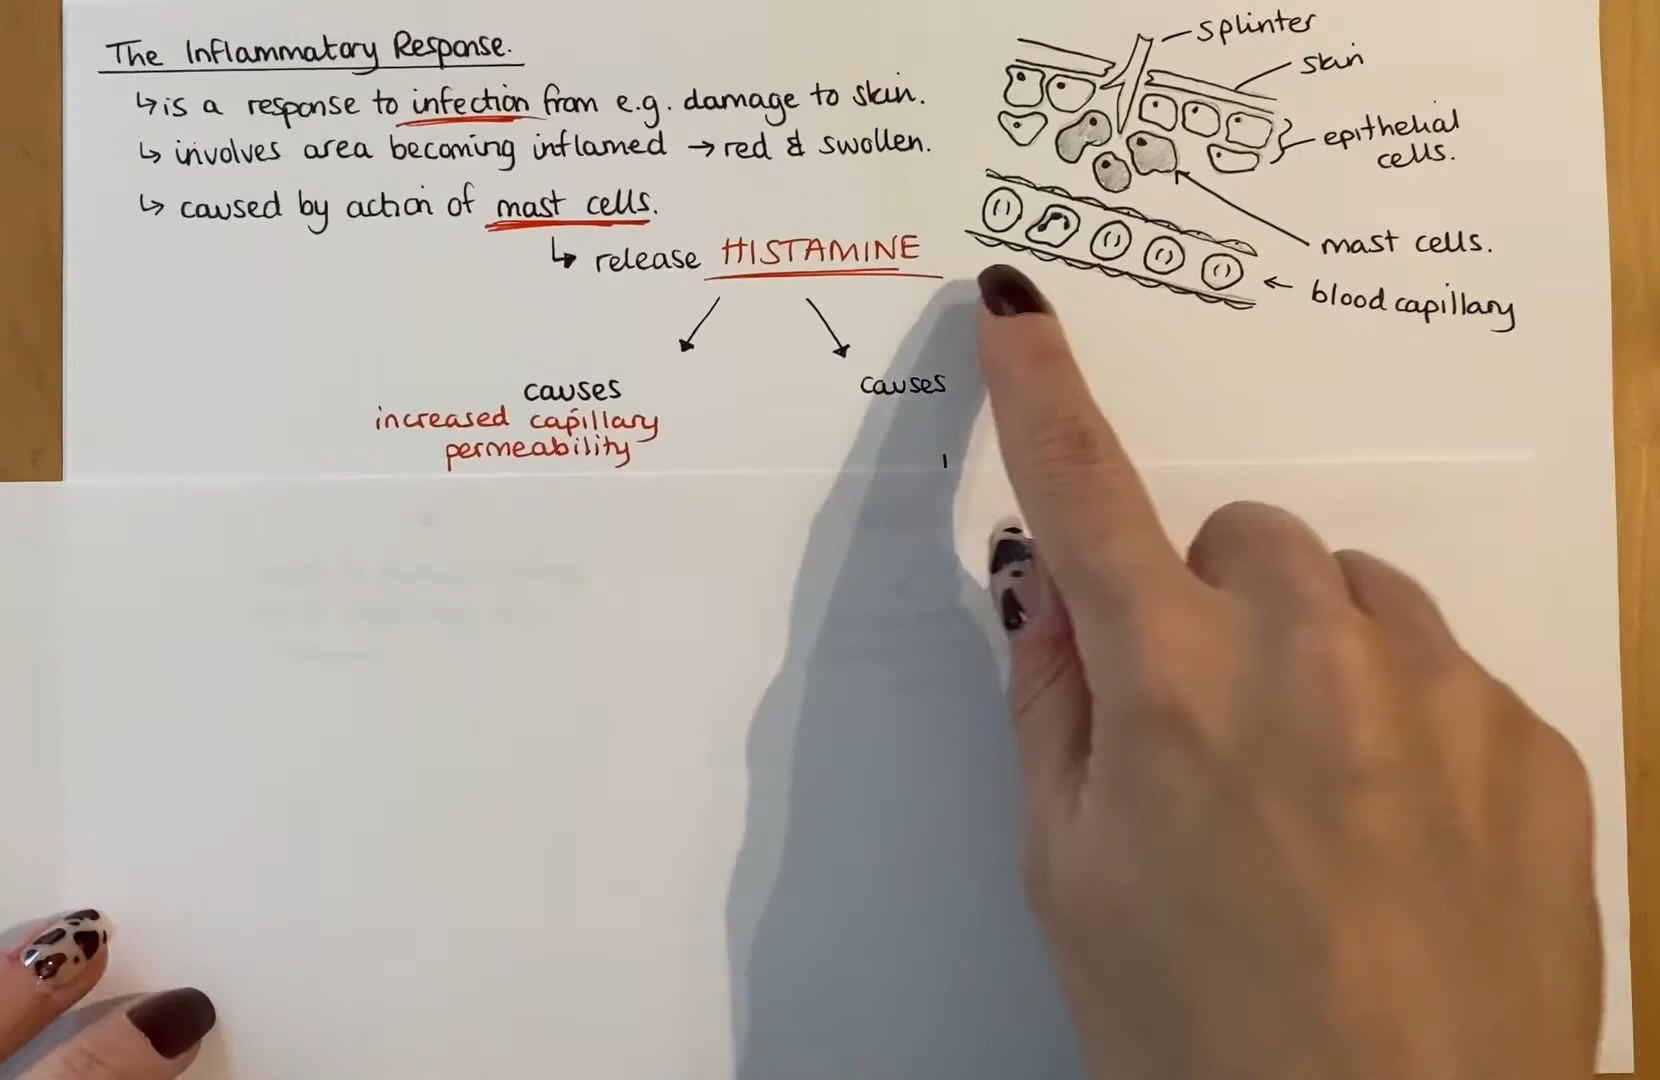 The Inflammatory Response.
↳ is a response to infection from e.g. damage to skin.
↳ involves area becoming inflamed → red & swollen.
↳ caused by action of mast cells.
↳ release HISTAMINE
causes
increased capillary
permeability
causes
splinter
skin
epithelial
cells.
mast cells.
blood capillary